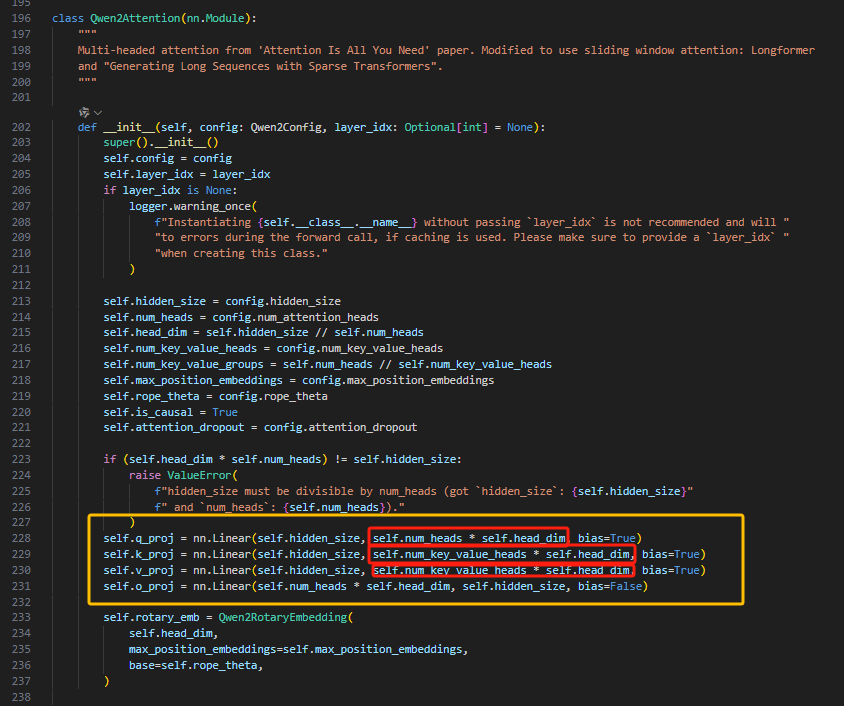 195
196 class Qwen2Attention(nn.Module):
197     """
198     Multi-headed attention from 'Attention Is All You Need' paper. Modified to use sliding window attention: Longformer
199     and "Generating Long Sequences with Sparse Transformers".
200     """
201
202     def __init__(self, config: Qwen2Config, layer_idx: Optional[int] = None):
203         super().__init__()
204         self.config = config
205         self.layer_idx = layer_idx
206         if layer_idx is None:
207             logger.warning_once(
208                 f"Instantiating {self.__class__.__name__} without passing `layer_idx` is not recommended and will "
209                 "to errors during the forward call, if caching is used. Please make sure to provide a `layer_idx` "
210                 "when creating this class."
211             )
212
213         self.hidden_size = config.hidden_size
214         self.num_heads = config.num_attention_heads
215         self.head_dim = self.hidden_size // self.num_heads
216         self.num_key_value_heads = config.num_key_value_heads
217         self.num_key_value_groups = self.num_heads // self.num_key_value_heads
218         self.max_position_embeddings = config.max_position_embeddings
219         self.rope_theta = config.rope_theta
220         self.is_causal = True
221         self.attention_dropout = config.attention_dropout
222
223         if (self.head_dim * self.num_heads) != self.hidden_size:
224             raise ValueError(
225                 f"hidden_size must be divisible by num_heads (got `hidden_size`: {self.hidden_size}"
226                 f" and `num_heads`: {self.num_heads})."
227             )
228         self.q_proj = nn.Linear(self.hidden_size, self.num_heads * self.head_dim, bias=True)
229         self.k_proj = nn.Linear(self.hidden_size, self.num_key_value_heads * self.head_dim, bias=True)
230         self.v_proj = nn.Linear(self.hidden_size, self.num_key_value_heads * self.head_dim, bias=True)
231         self.o_proj = nn.Linear(self.num_heads * self.head_dim, self.hidden_size, bias=False)
232
233         self.rotary_emb = Qwen2RotaryEmbedding(
234             self.head_dim,
235             max_position_embeddings=self.max_position_embeddings,
236             base=self.rope_theta,
237         )
238